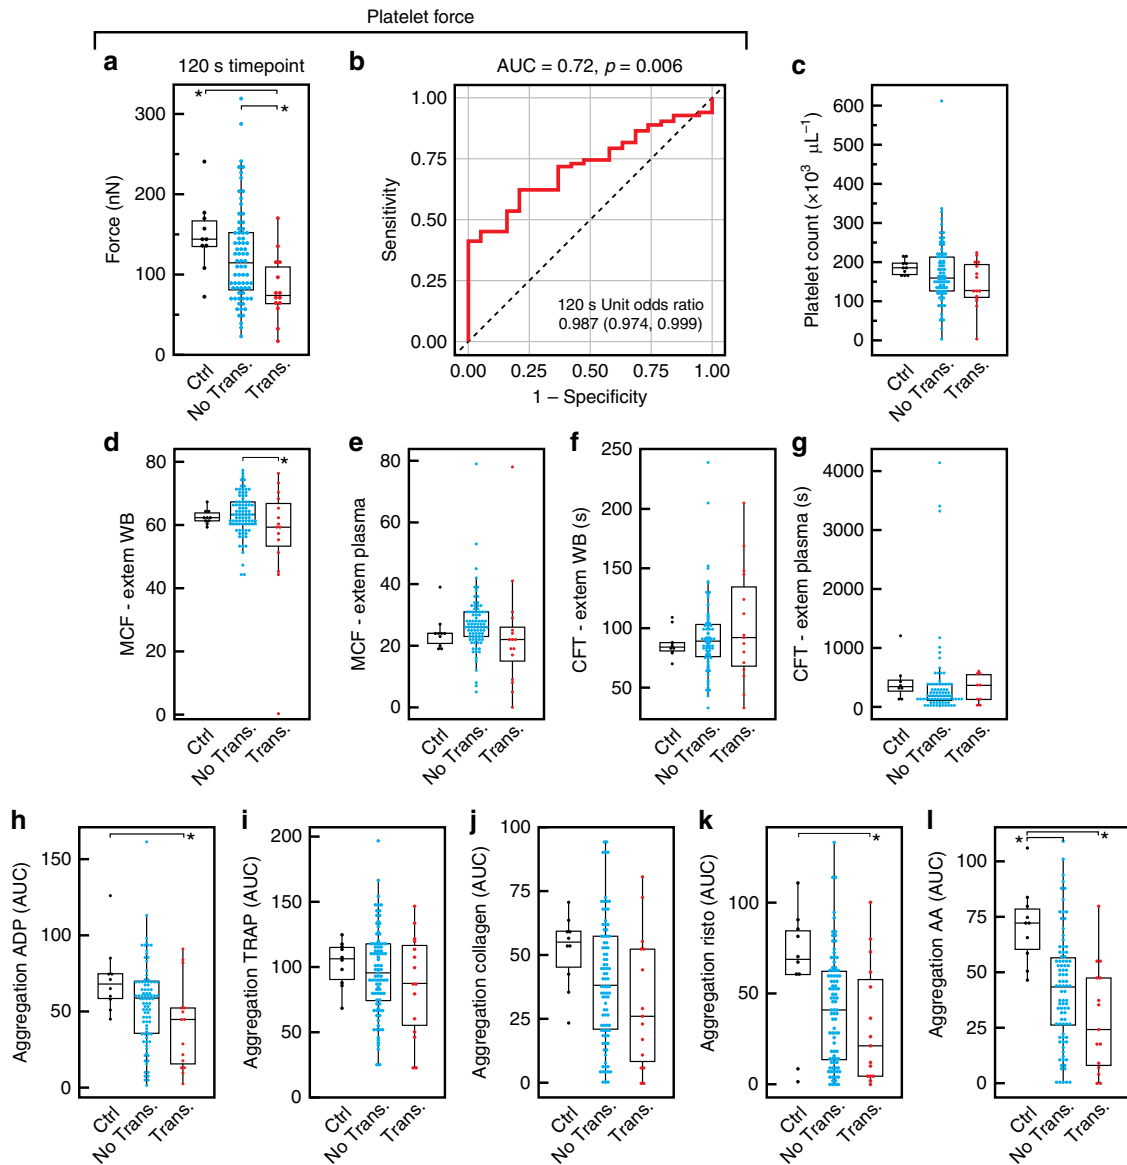 Platelet force
a
120 s timepoint
*
*
Force (nN)
300
200
100
0
Ctrl
No Trans.
Trans.
b
AUC = 0.72, p = 0.006
Sensitivity
1.00
0.75
0.50
0.25
0.00
120 s Unit odds ratio
0.987 (0.974, 0.999)
0.00 0.25 0.50 0.75 1.00
1 – Specificity
c
Platelet count (×10³ μL⁻¹)
600
500
400
300
200
100
0
Ctrl
No Trans.
Trans.
d
*
MCF - extem WB
80
60
40
20
0
Ctrl
No Trans.
Trans.
e
MCF - extem plasma
80
60
40
20
0
Ctrl
No Trans.
Trans.
f
CFT - extem WB (s)
250
200
150
100
50
Ctrl
No Trans.
Trans.
g
CFT - extem plasma (s)
4000
3000
2000
1000
500
0
Ctrl
No Trans.
Trans.
h
*
Aggregation ADP (AUC)
150
100
50
0
Ctrl
No Trans.
Trans.
i
Aggregation TRAP (AUC)
200
150
100
50
0
Ctrl
No Trans.
Trans.
j
Aggregation collagen (AUC)
100
75
50
25
0
Ctrl
No Trans.
Trans.
k
*
Aggregation risto (AUC)
100
50
0
Ctrl
No Trans.
Trans.
l
*
*
Aggregation AA (AUC)
100
75
50
25
0
Ctrl
No Trans.
Trans.